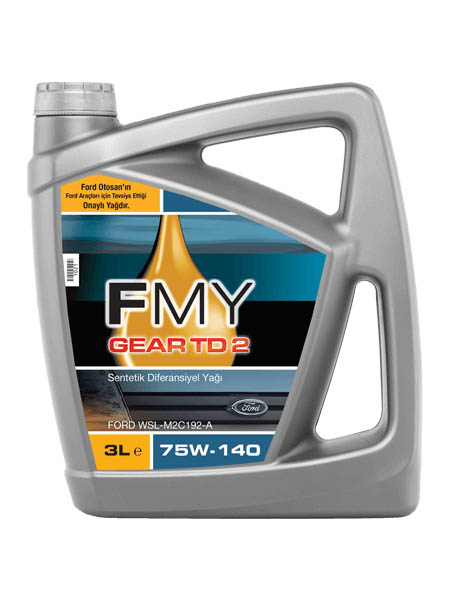 Ford Otosan'ın
Ford Araçları için Tavsiye Ettiği
Onaylı Yağdır.
1021
FMY
GEAR TD 2
Sentetik Diferansiyel Yağı
Ford
FORD WSL-M2C192-A
3L e
75W-140